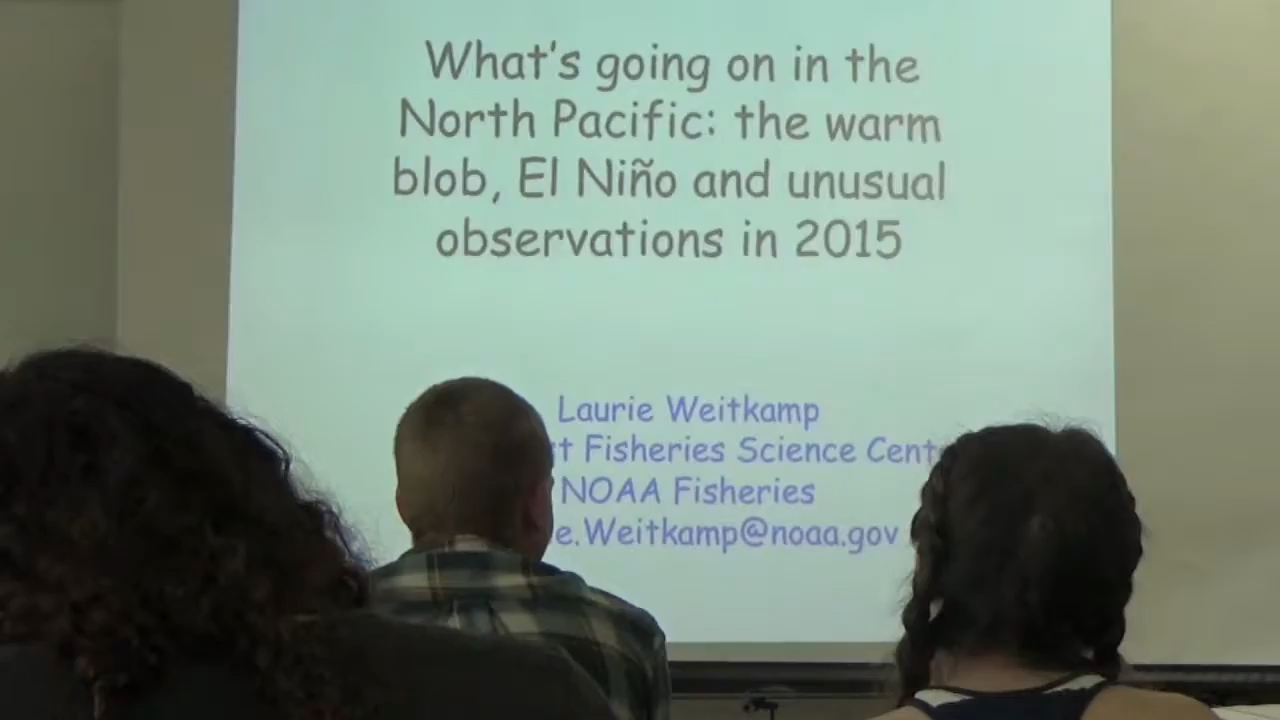 What's going on in the
North Pacific: the warm
blob, El Niño and unusual
observations in 2015
Laurie Weitkamp
Fisheries Science
NOAA Fisheries
e.Weitkamp@noaa.gov